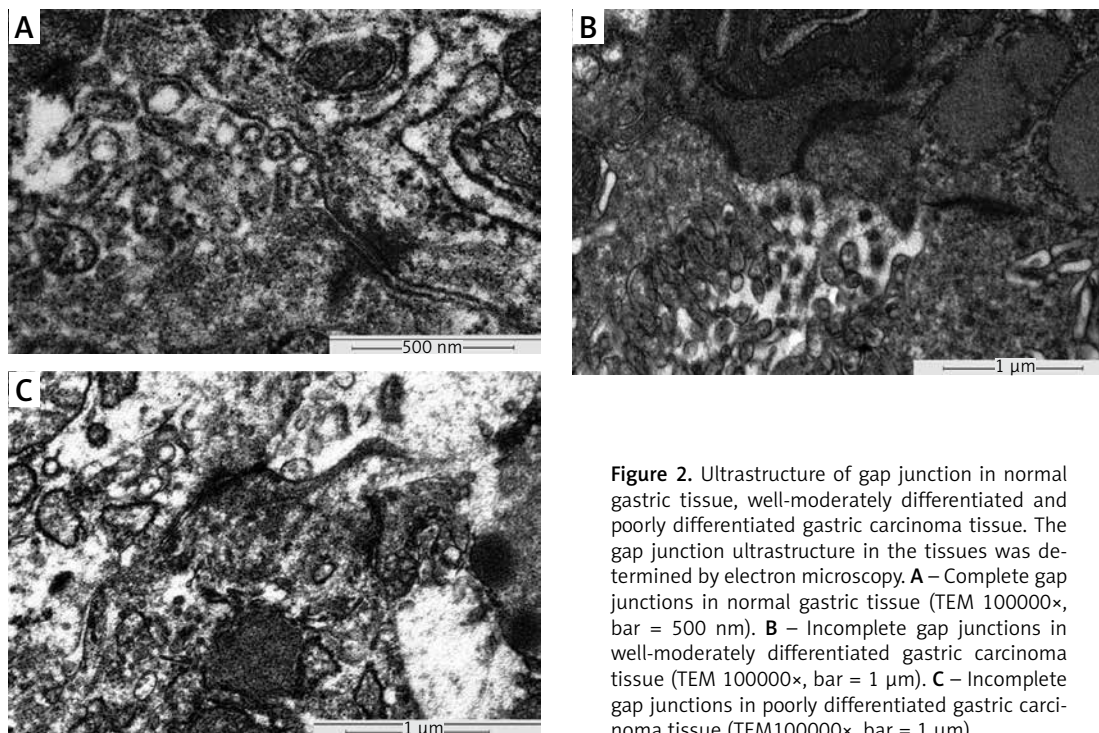 A
500 nm
B
1 µm
C
1 µm
Figure 2. Ultrastructure of gap junction in normal
gastric tissue, well-moderately differentiated and
poorly differentiated gastric carcinoma tissue. The
gap junction ultrastructure in the tissues was de-
termined by electron microscopy. A – Complete gap
junctions in normal gastric tissue (TEM 100000×,
bar = 500 nm). B – Incomplete gap junctions in
well-moderately differentiated gastric carcinoma
tissue (TEM 100000×, bar = 1 µm). C – Incomplete
gap junctions in poorly differentiated gastric carci-
noma tissue (TEM100000×, bar = 1 µm)